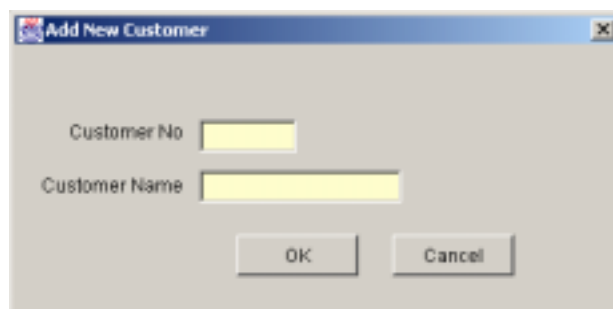 Add New Customer
Customer No
Customer Name
OK
Cancel